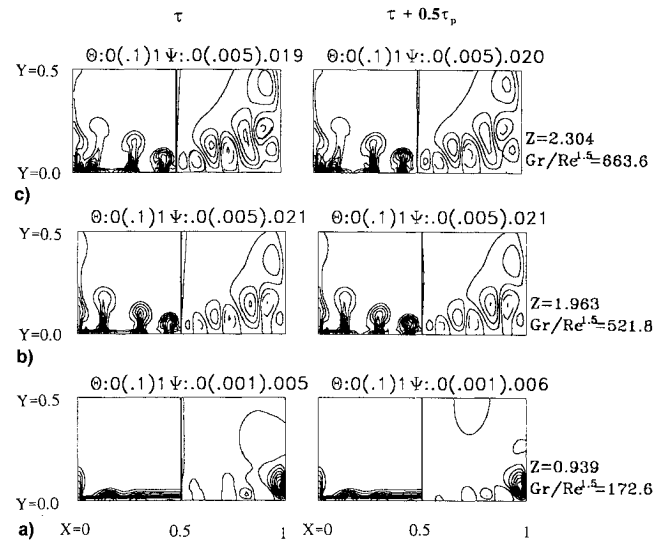 τ τ + 0.5τp
Θ:0(.1)1 Ψ:.0(.005).019 Θ:0(.1)1 Ψ:.0(.005).020
Y=0.5
Z=2.304
Gr/Re^1.5=663.6
Y=0.0
c)
Θ:0(.1)1 Ψ:.0(.005).021 Θ:0(.1)1 Ψ:.0(.005).021
Y=0.5
Z=1.963
Gr/Re^1.5=521.8
Y=0.0
b)
Θ:0(.1)1 Ψ:.0(.001).005 Θ:0(.1)1 Ψ:.0(.001).006
Y=0.5
Z=0.939
Gr/Re^1.5=172.6
Y=0.0
a) X=0 0.5 1 X=0 0.5 1